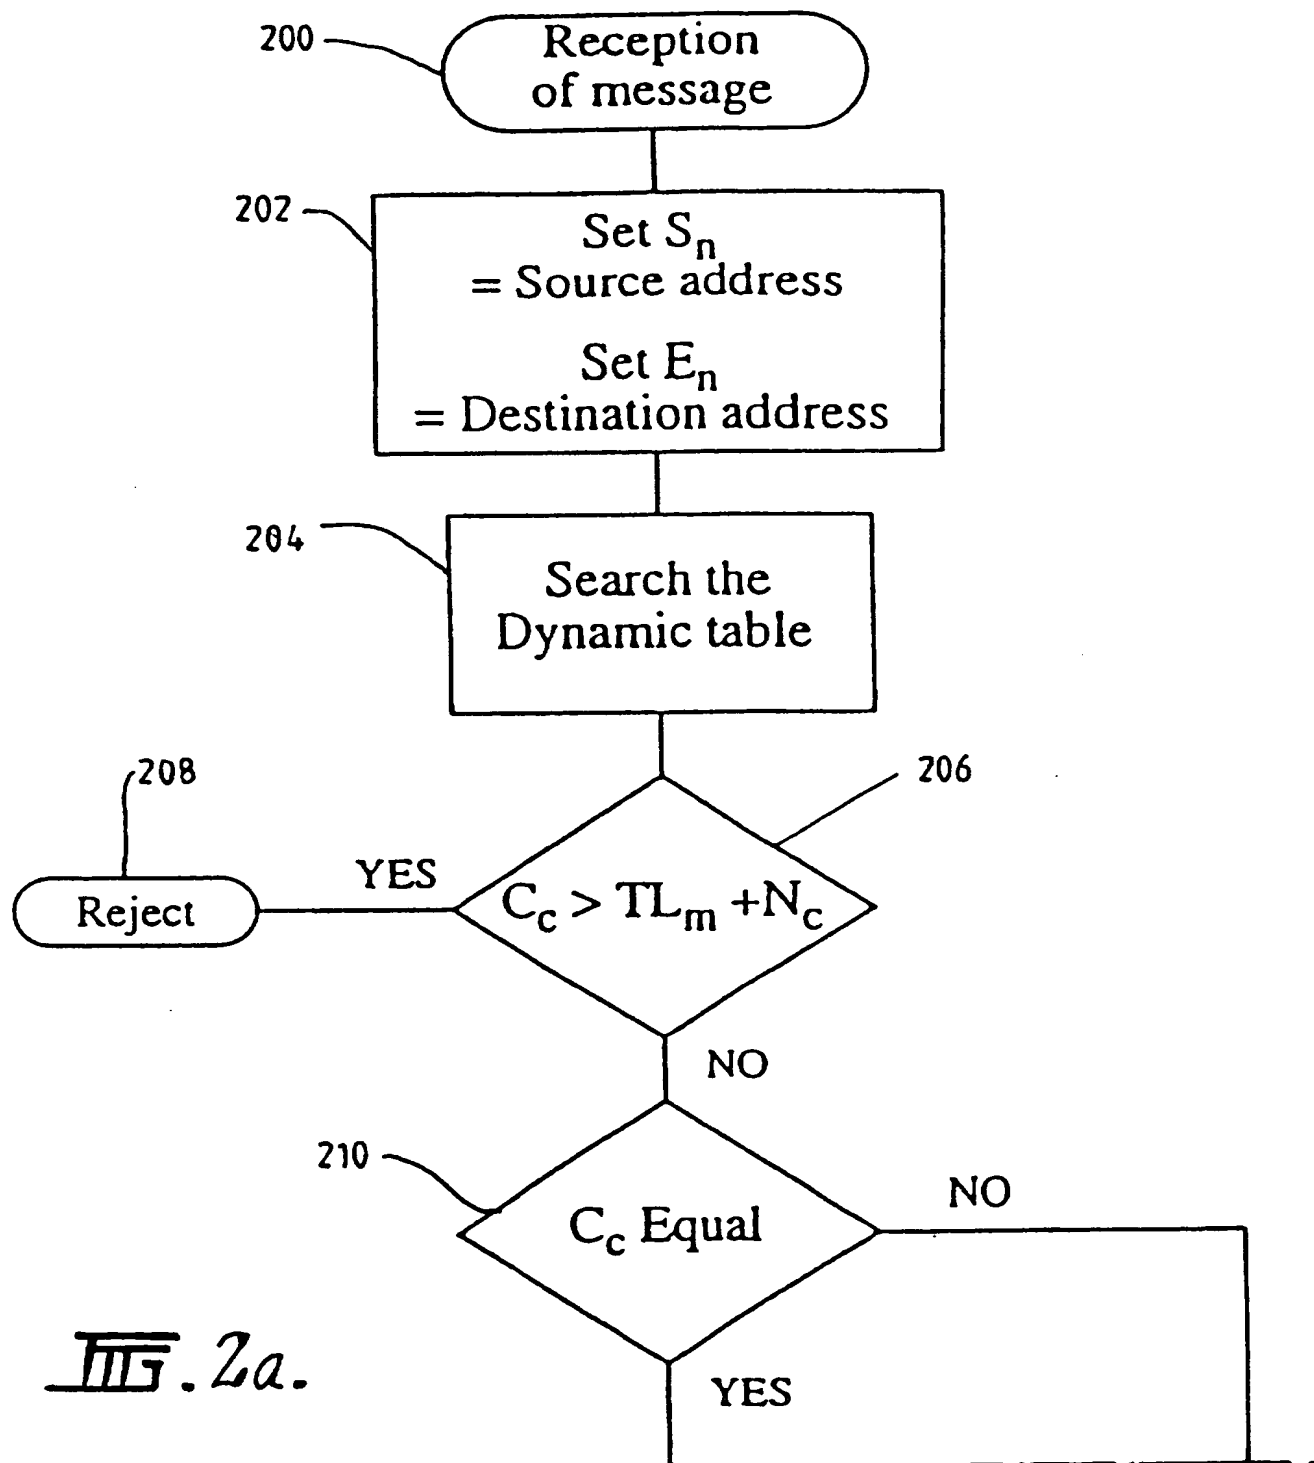 200
Reception
of message
202
Set Sn
= Source address
Set En
= Destination address
204
Search the
Dynamic table
208
206
YES
Reject
Cc > TLm +Nc
NO
210
NO
Cc Equal
FIG. 2a.
YES